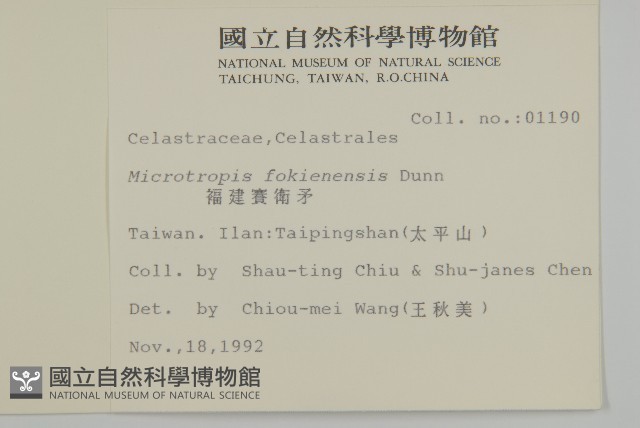 國立自然科學博物館
NATIONAL MUSEUM OF NATURAL SCIENCE
TAICHUNG, TAIWAN, R.O.CHINA
Coll. no.:01190
Celastraceae,Celastrales
Microtropis fokienensis Dunn
福建賽衛矛
Taiwan. Ilan:Taipingshan(太平山)
Coll. by Shau-ting Chiu & Shu-janes Chen
Det. by Chiou-mei Wang(王秋美)
Nov.,18,1992
國立自然科學博物館
NATIONAL MUSEUM OF NATURAL SCIENCE